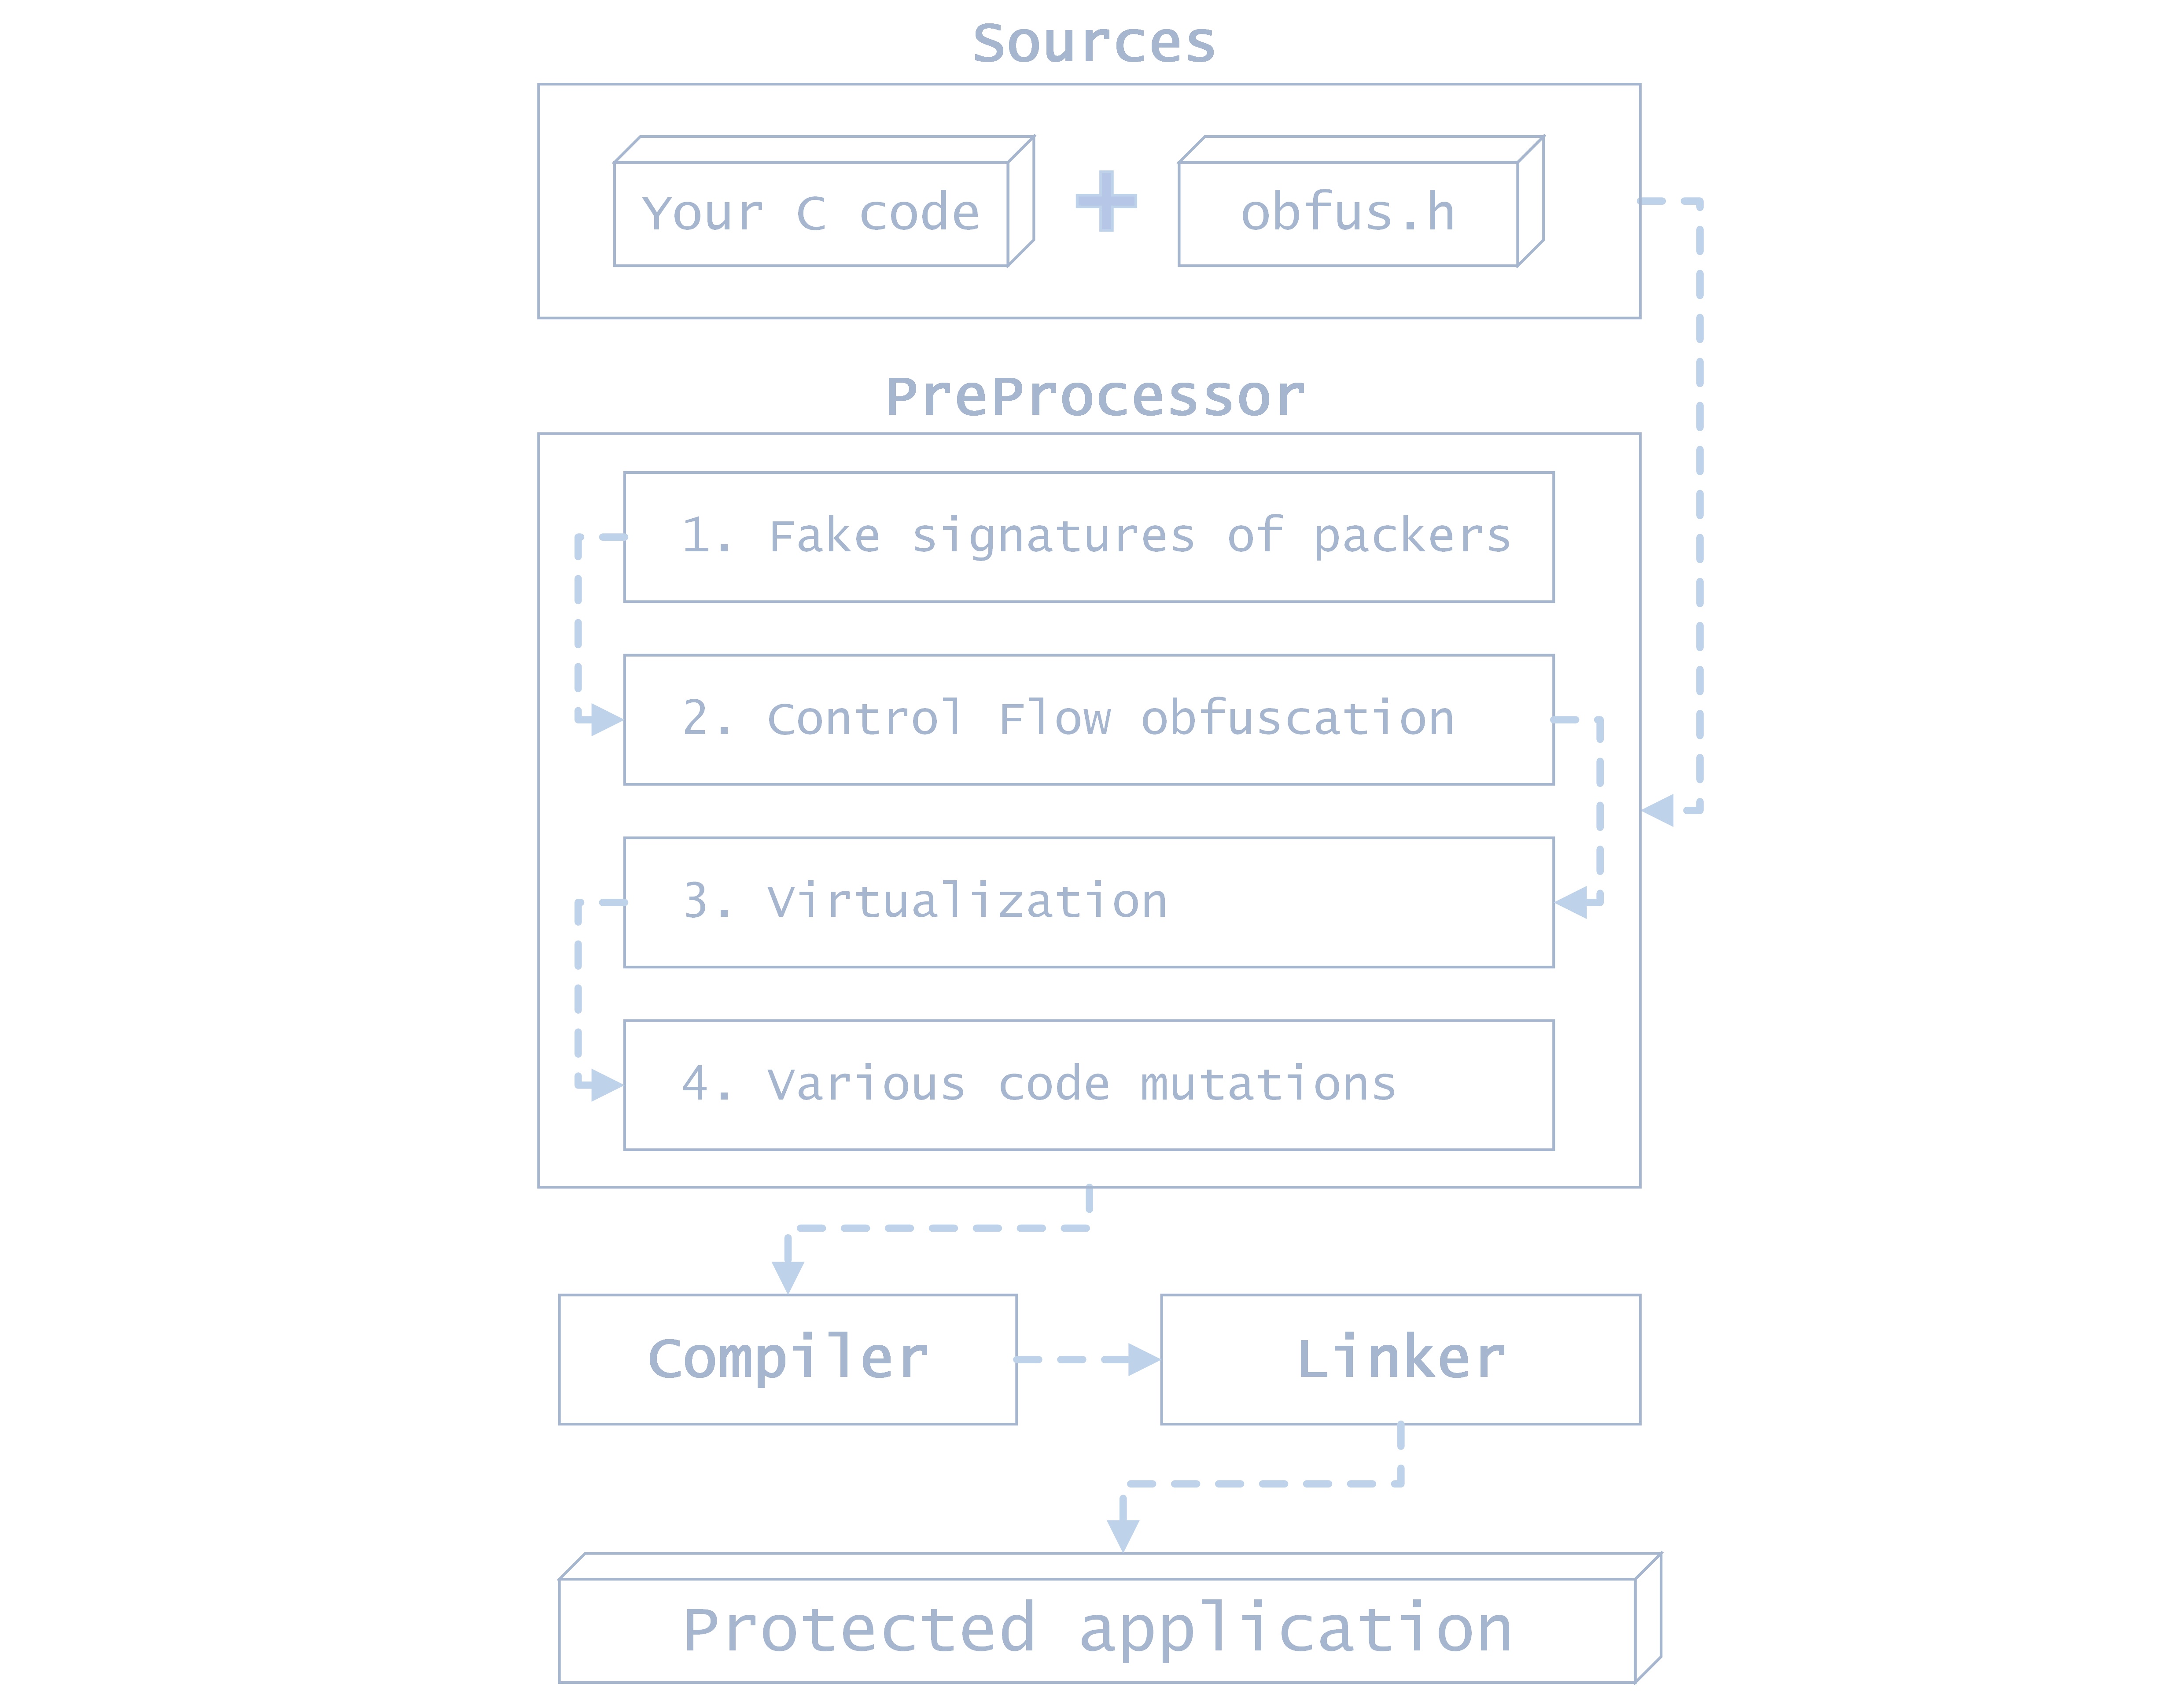 Sources
Your C code
obfus.h
PreProcessor
1. Fake signatures of packers
2. Control Flow obfuscation
3. Virtualization
4. Various code mutations
Compiler
Linker
Protected application